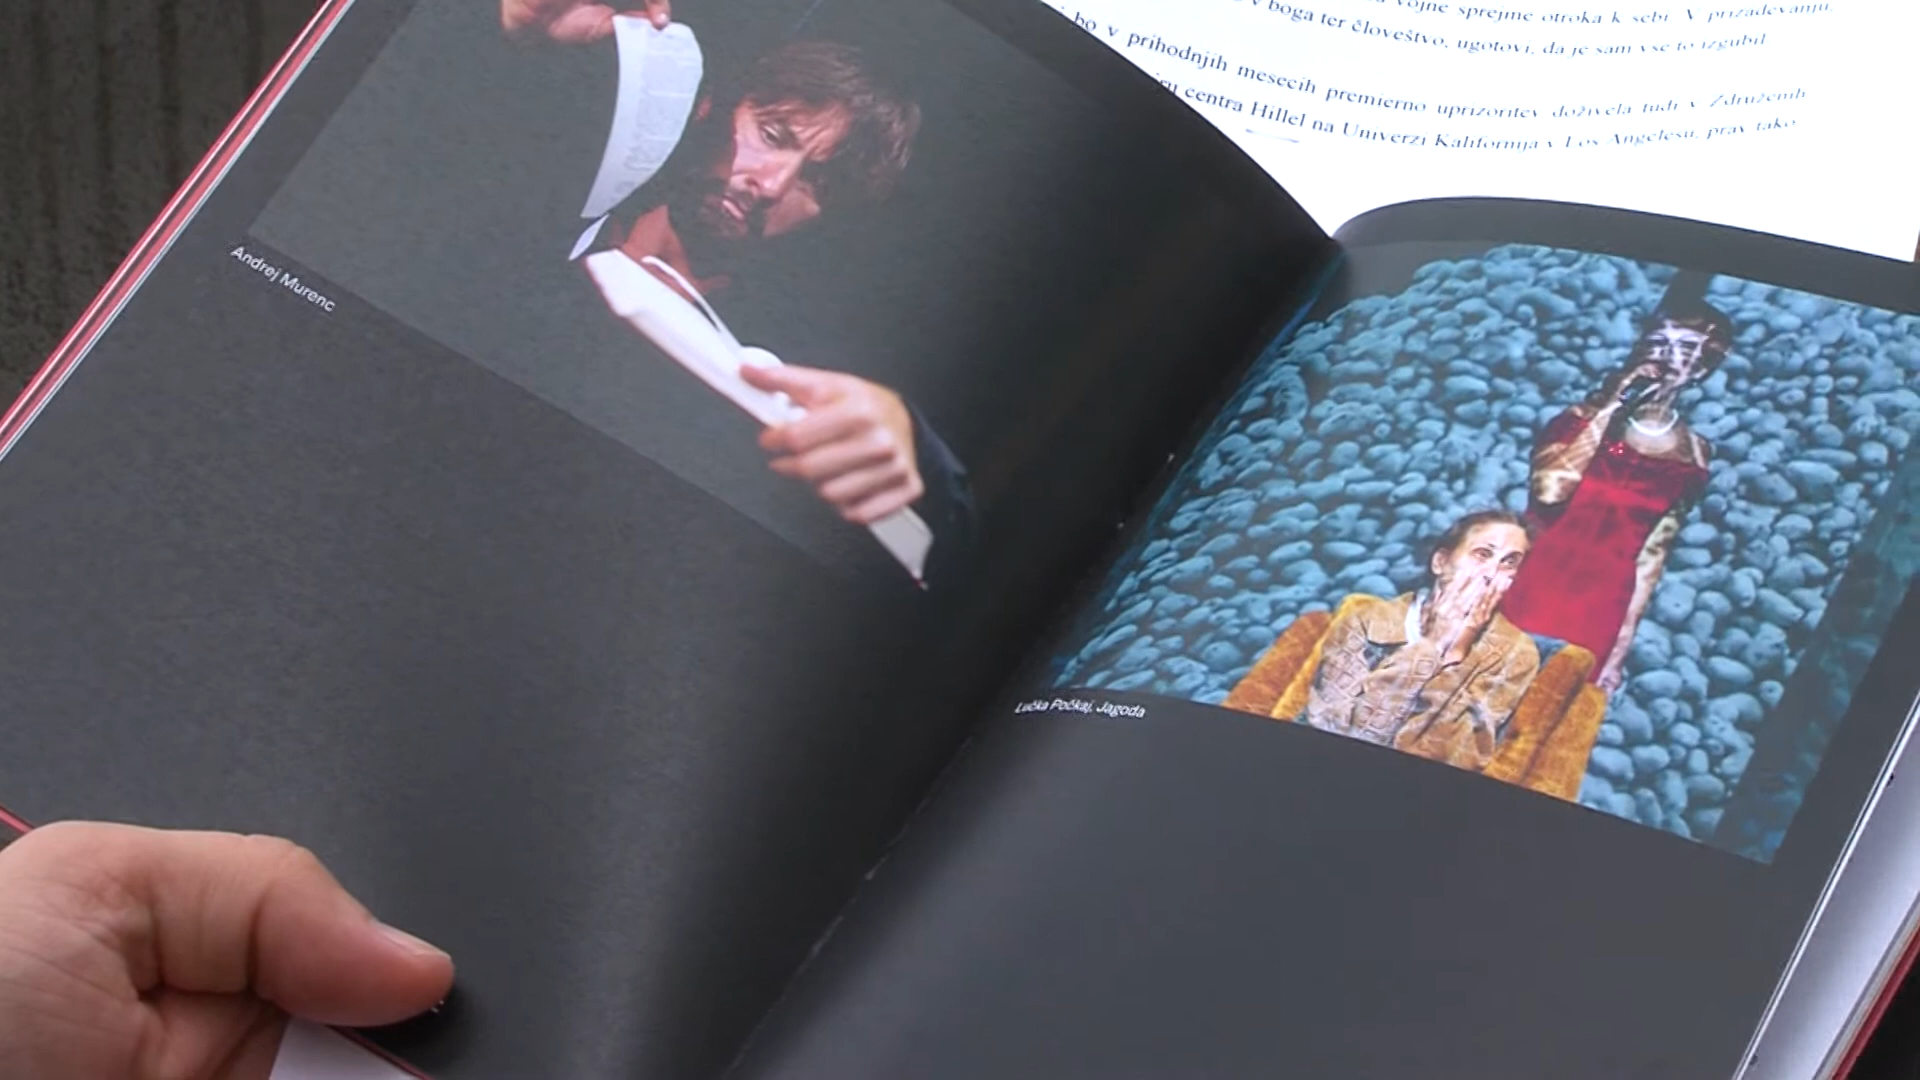 vojne sprejme otroka k sebi. V prizadevanju,
v boga ter človeštvo, ugotovi, da je sam vse to izgubil
bo v prihodnjih mesecih premierno uprizoritev doživela tudi v Združenih
centra Hillel na Univerzi Kalifornija v Los Angelesu, prav tako
Andrej Murenc
Lučka Počkaj, Jagoda